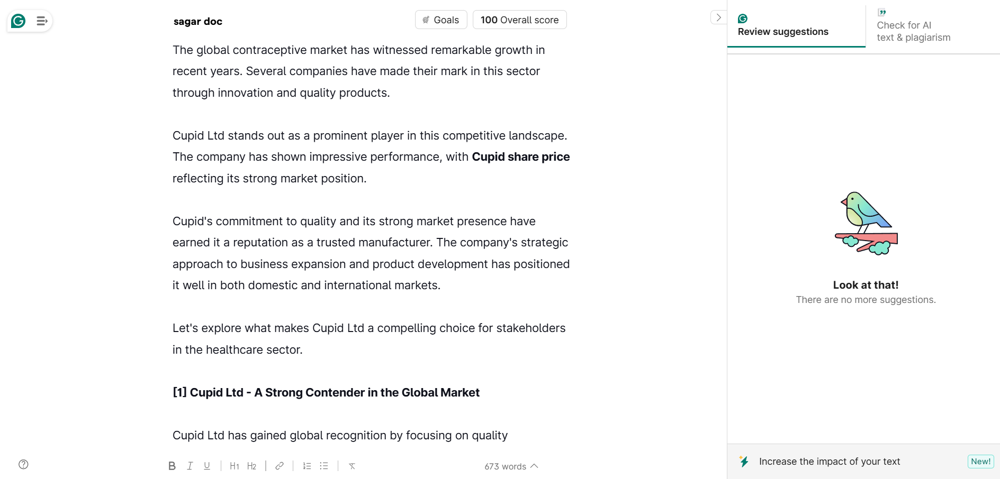 sagar doc
Goals
100 Overall score
Review suggestions
Check for AI
text & plagiarism
The global contraceptive market has witnessed remarkable growth in
recent years. Several companies have made their mark in this sector
through innovation and quality products.
Cupid Ltd stands out as a prominent player in this competitive landscape.
The company has shown impressive performance, with Cupid share price
reflecting its strong market position.
Cupid's commitment to quality and its strong market presence have
earned it a reputation as a trusted manufacturer. The company's strategic
approach to business expansion and product development has positioned
it well in both domestic and international markets.
Let's explore what makes Cupid Ltd a compelling choice for stakeholders
in the healthcare sector.
[1] Cupid Ltd - A Strong Contender in the Global Market
Cupid Ltd has gained global recognition by focusing on quality
B I U H1 H2
673 words
Look at that!
There are no more suggestions.
Increase the impact of your text
New!